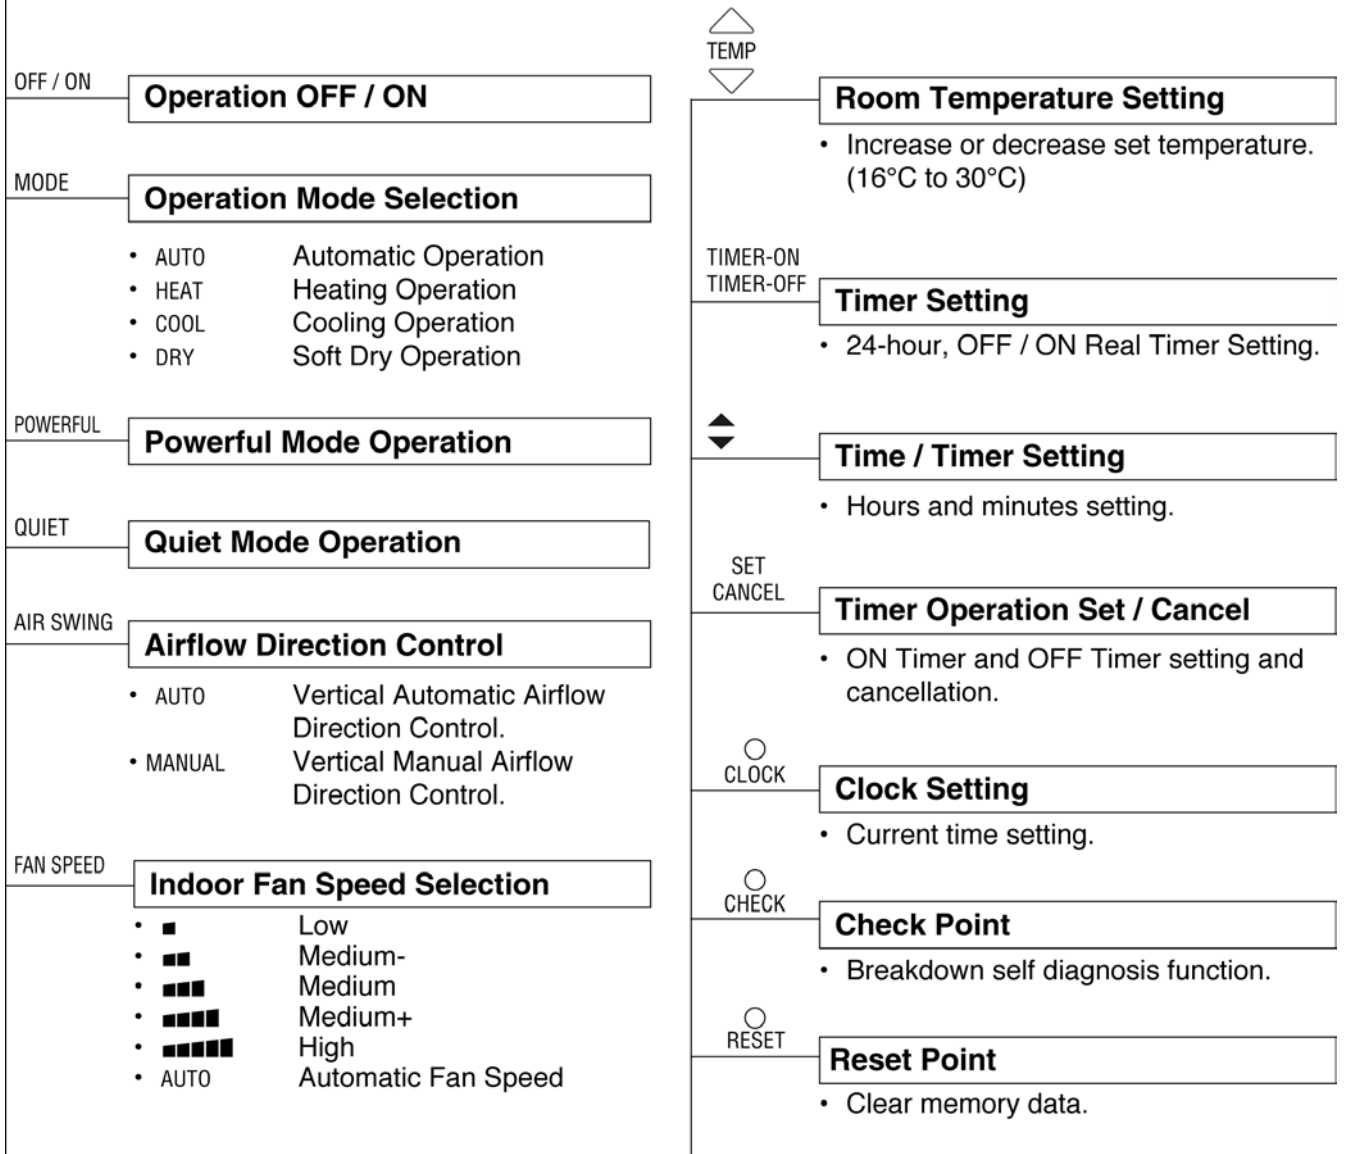 OFF / ON
Operation OFF / ON
MODE
Operation Mode Selection
• AUTO Automatic Operation
• HEAT Heating Operation
• COOL Cooling Operation
• DRY Soft Dry Operation
POWERFUL
Powerful Mode Operation
QUIET
Quiet Mode Operation
AIR SWING
Airflow Direction Control
• AUTO Vertical Automatic Airflow
Direction Control.
• MANUAL Vertical Manual Airflow
Direction Control.
FAN SPEED
Indoor Fan Speed Selection
• Low
• Medium-
• Medium
• Medium+
• High
• AUTO Automatic Fan Speed
TEMP
Room Temperature Setting
• Increase or decrease set temperature.
(16°C to 30°C)
TIMER-ON
TIMER-OFF
Timer Setting
• 24-hour, OFF / ON Real Timer Setting.
Time / Timer Setting
• Hours and minutes setting.
SET
CANCEL
Timer Operation Set / Cancel
• ON Timer and OFF Timer setting and
cancellation.
CLOCK
Clock Setting
• Current time setting.
CHECK
Check Point
• Breakdown self diagnosis function.
RESET
Reset Point
• Clear memory data.